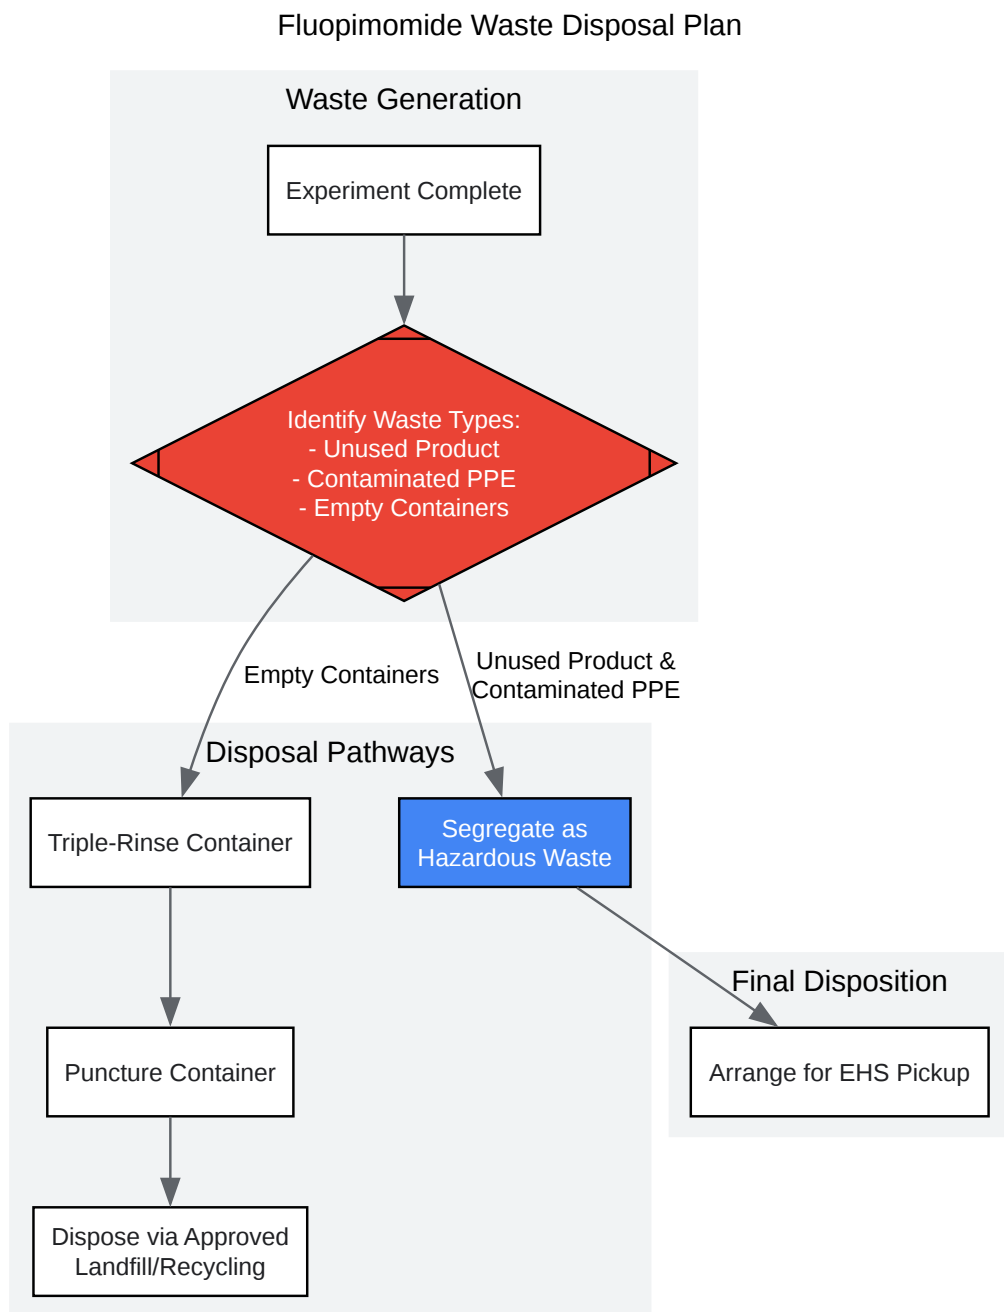 Fluopimomide Waste Disposal Plan
Waste Generation
Experiment Complete
Identify Waste Types:
- Unused Product
- Contaminated PPE
- Empty Containers
Empty Containers
Unused Product &
Contaminated PPE
Disposal Pathways
Triple-Rinse Container
Segregate as
Hazardous Waste
Final Disposition
Puncture Container
Arrange for EHS Pickup
Dispose via Approved
Landfill/Recycling